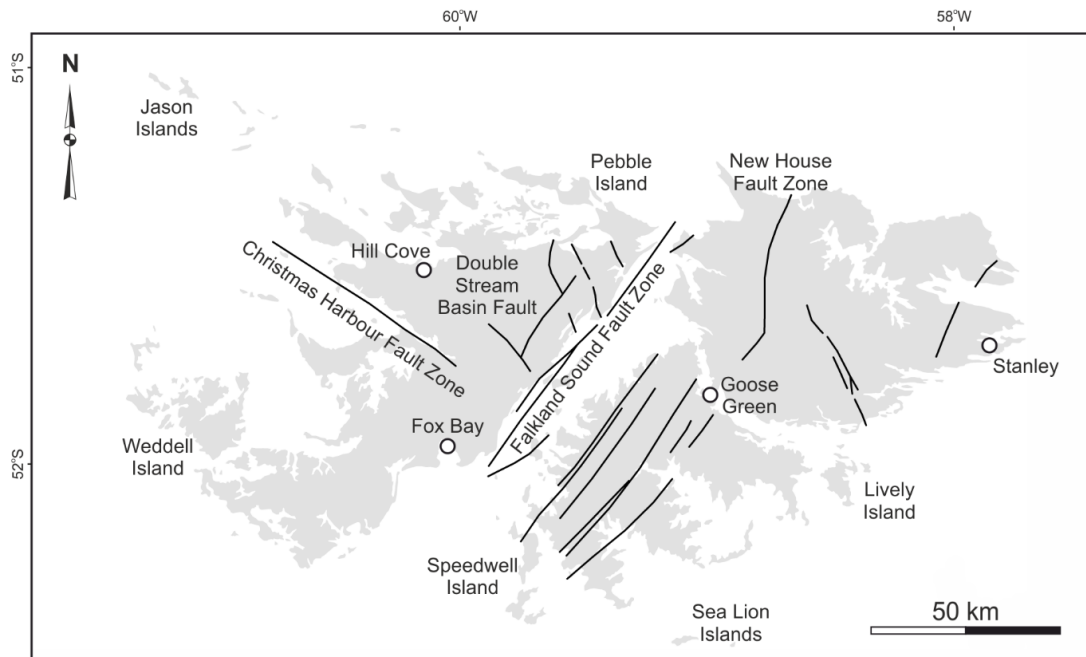 60°W
58°W
51°S
N
Jason
Islands
Pebble
Island
New House
Fault Zone
Hill Cove
Double
Stream
Basin Fault
Christmas Harbour Fault Zone
Falkland Sound Fault Zone
Stanley
Goose
Green
Fox Bay
Weddell
Island
52°S
Lively
Island
Speedwell
Island
Sea Lion
Islands
50 km